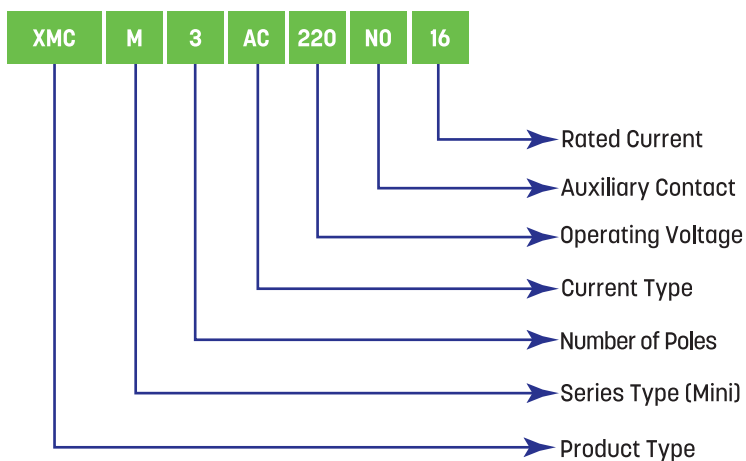 XMC M 3 AC 220 NO 16
Rated Current
Auxiliary Contact
Operating Voltage
Current Type
Number of Poles
Series Type (Mini)
Product Type